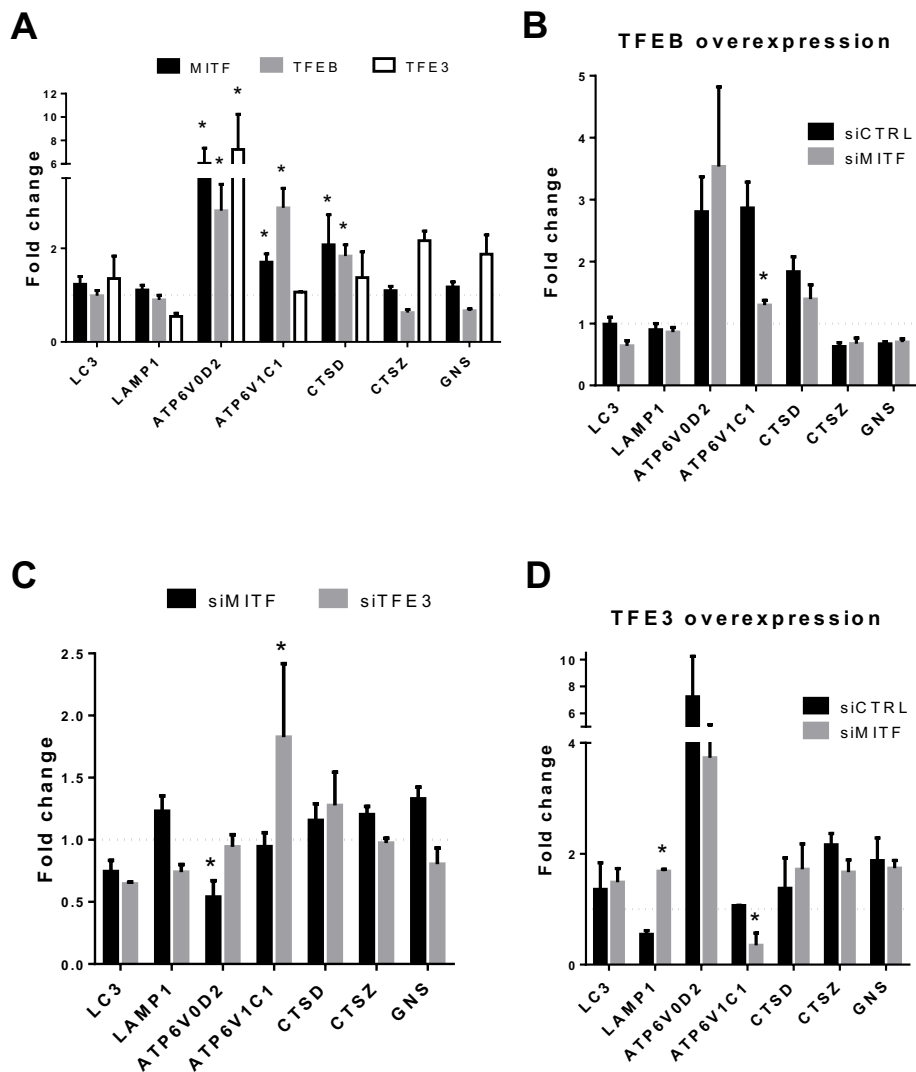 A
MITF TFEB TFE3
Fold change
12
10
8
6
2
0
* * * * * * *
LC3 LAMP1 ATP6V0D2 ATP6V1C1 CTSD CTSZ GNS
B
TFEB overexpression
siCTRL
siMITF
Fold change
5
4
3
2
1
0
*
LC3 LAMP1 ATP6V0D2 ATP6V1C1 CTSD CTSZ GNS
C
siMITF siTFE3
Fold change
2.5
2.0
1.5
1.0
0.5
0.0
* *
LC3 LAMP1 ATP6V0D2 ATP6V1C1 CTSD CTSZ GNS
D
TFE3 overexpression
siCTRL
siMITF
Fold change
10
8
6
4
2
0
* *
LC3 LAMP1 ATP6V0D2 ATP6V1C1 CTSD CTSZ GNS